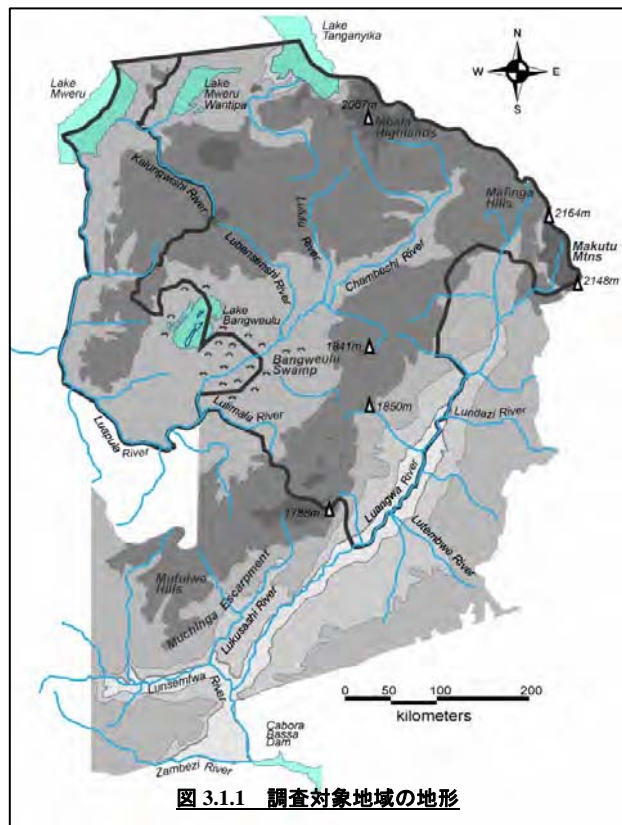 Lake
Tanganyika
N
W
E
S
Lake
Mweru
Lake
Mweru
Wantipa
2067m
Mbala
Highlands
Kalungwishi River
Mafinga
Hills
2164m
Lubansenshi River
River
Chambeshi River
Makutu
Mtns
2148m
Lake
Bangweulu
Bangweulu
Swamp
1841m
1850m
Lulimala River
Lundazi River
Luapula
River
Luangwa River
1788m
Lutembwe River
Mufulwe
Hills
Muchinga Escarpment
Lukusashi River
Lunsemfwa
River
0 50 100 200
kilometers
Cabora
Bassa
Dam
Zambezi River
図 3.1.1 調査対象地域の地形